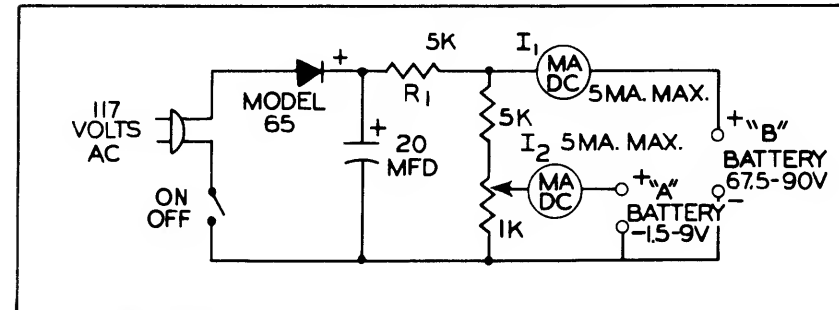 117
VOLTS
AC
ON
OFF
MODEL
65
+
5K
R1
+
20
MFD
I1
MA
DC
5MA. MAX.
5K
I2 5MA. MAX.
MA
DC
1K
+"A"
BATTERY
-1.5-9V
+"B"
BATTERY
67.5-90V
-